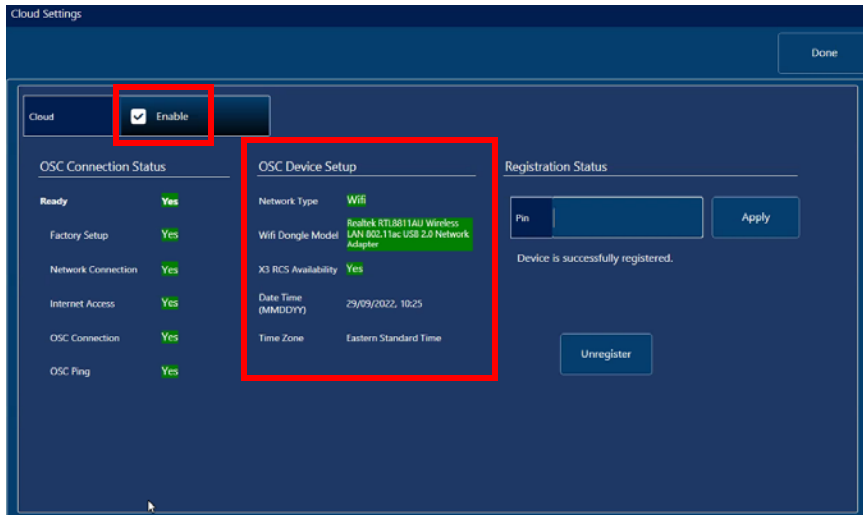 Cloud Settings
Done
Cloud
Enable
OSC Connection Status
Ready Yes
Factory Setup Yes
Network Connection Yes
Internet Access Yes
OSC Connection Yes
OSC Ping Yes
OSC Device Setup
Network Type Wifi
Wifi Dongle Model Realtek RTL8811AU Wireless
LAN 802.11ac USB 2.0 Network
Adapter
X3 RCS Availability Yes
Date Time
(MMDDYY) 29/09/2022, 10:25
Time Zone Eastern Standard Time
Registration Status
Pin
Apply
Device is successfully registered.
Unregister